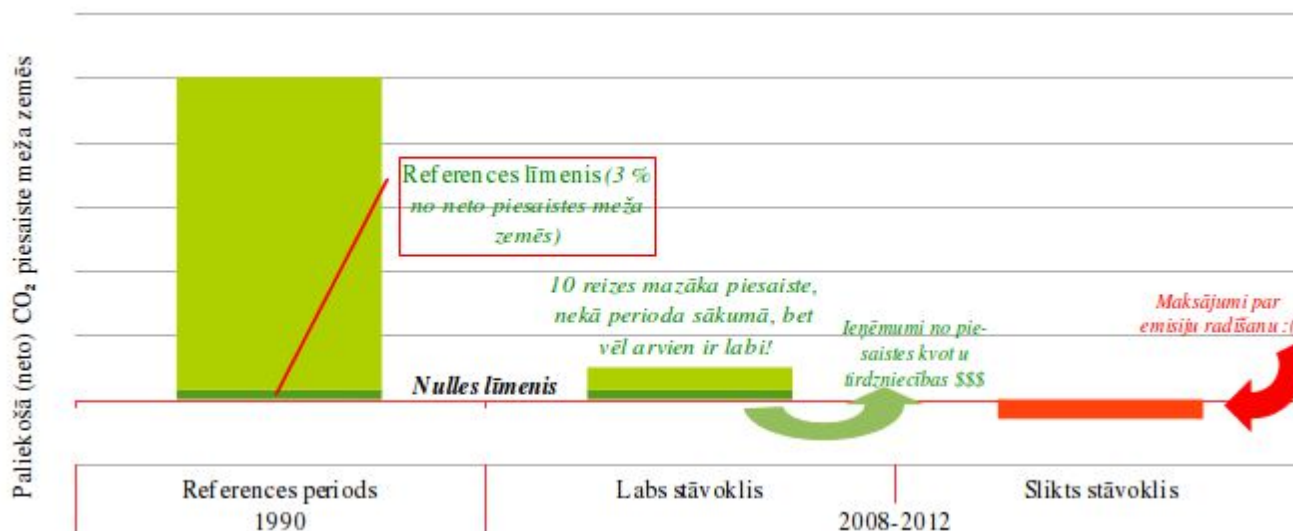 Paliekošā (neto) CO₂ piesaiste meža zemēs
References līmenis (3 %
no neto piesaistes meža
zemēs)
10 reizes mazāka piesaiste,
nekā perioda sākumā, bet
vēl arvien ir labi!
Ieņēmumi no pie-
saistes kvotu
tirdzniecības $$$
Maksājumi par
emisiju radīšanu :(
Nulles līmenis
References periods
1990
Labs stāvoklis
Slikts stāvoklis
2008-2012